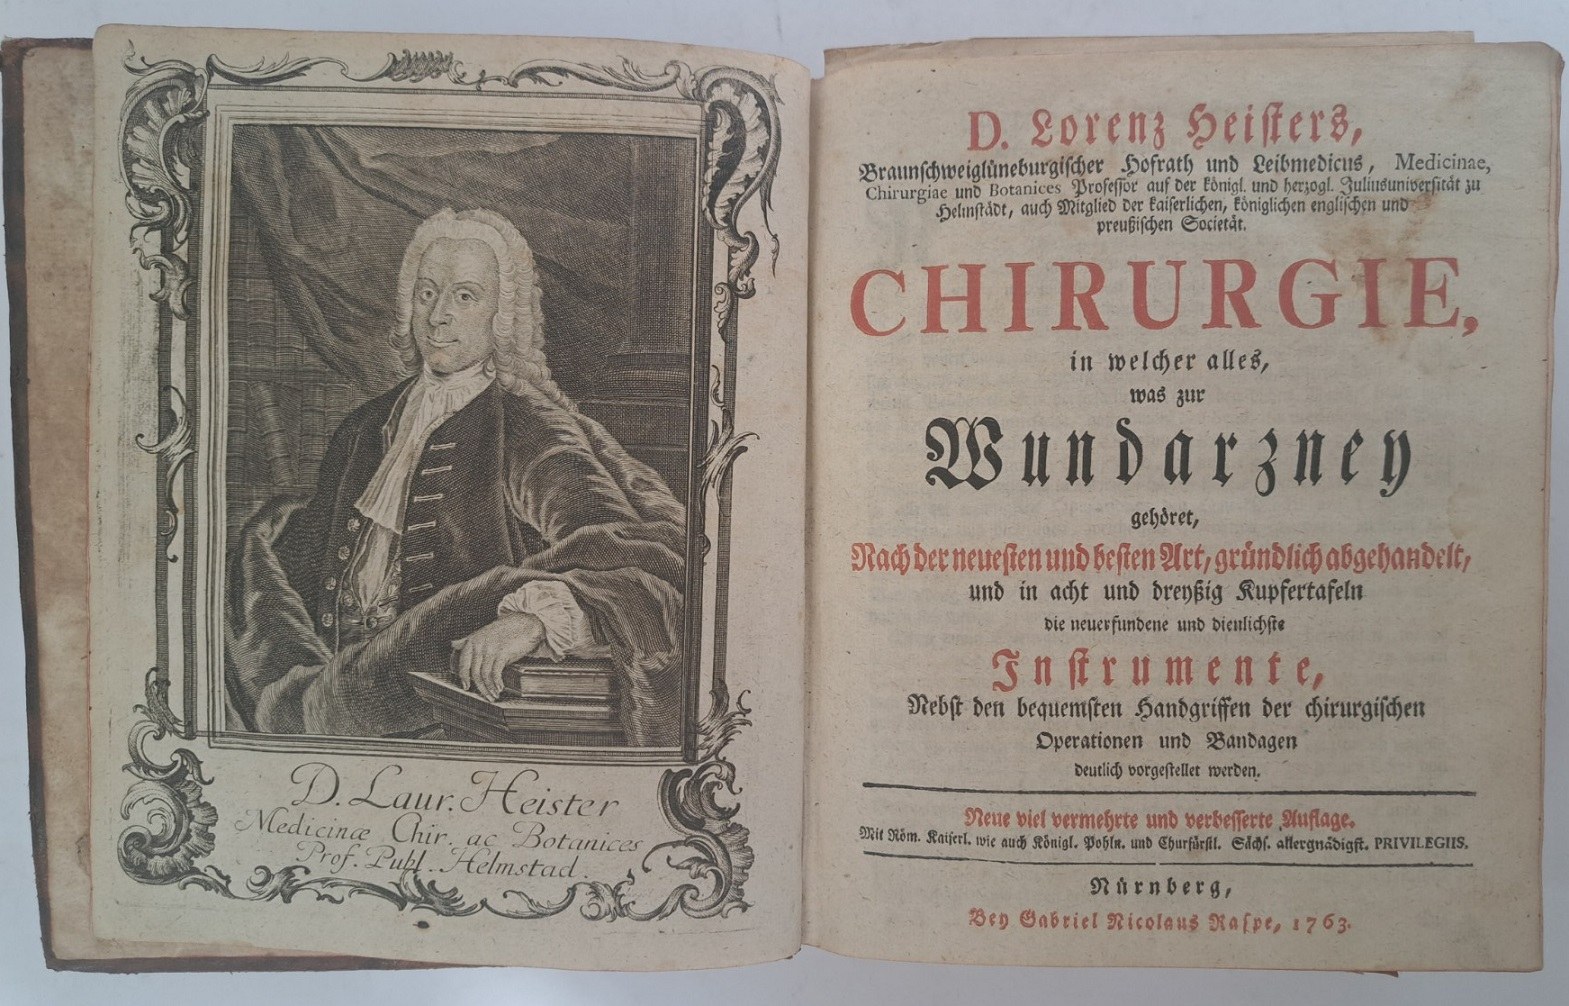 D. Laur. Heister
Medicinæ Chir. ac Botanices
Prof. Publ. Helmstad.
D. Lorenz Heiſters,
Braunſchweiglüneburgiſcher Hofrath und Leibmedicus, Medicinae,
Chirurgiae und Botanices Profeſſor auf der königl. und herzogl. Juliusuniverſität zu
Helmſtädt, auch Mitglied der kaiſerlichen, königlichen engliſchen und
preußiſchen Societät.
CHIRURGIE,
in welcher alles,
was zur
Wundarzney
gehöret,
Nach der neueſten und beſten Art, gründlich abgehandelt,
und in acht und dreyßig Kupfertafeln
die neuerfundene und dienlichſte
Inſtrumente,
Nebſt den bequemſten Handgriffen der chirurgiſchen
Operationen und Bandagen
deutlich vorgeſtellet werden.
Neue viel vermehrte und verbeſſerte Auflage.
Mit Röm. Kaiſerl. wie auch Königl. Pohln. und Churfürſtl. Sächſ. allergnädigſt. PRIVILEGIIS.
Nürnberg,
Bey Gabriel Nicolaus Raſpe, 1763.